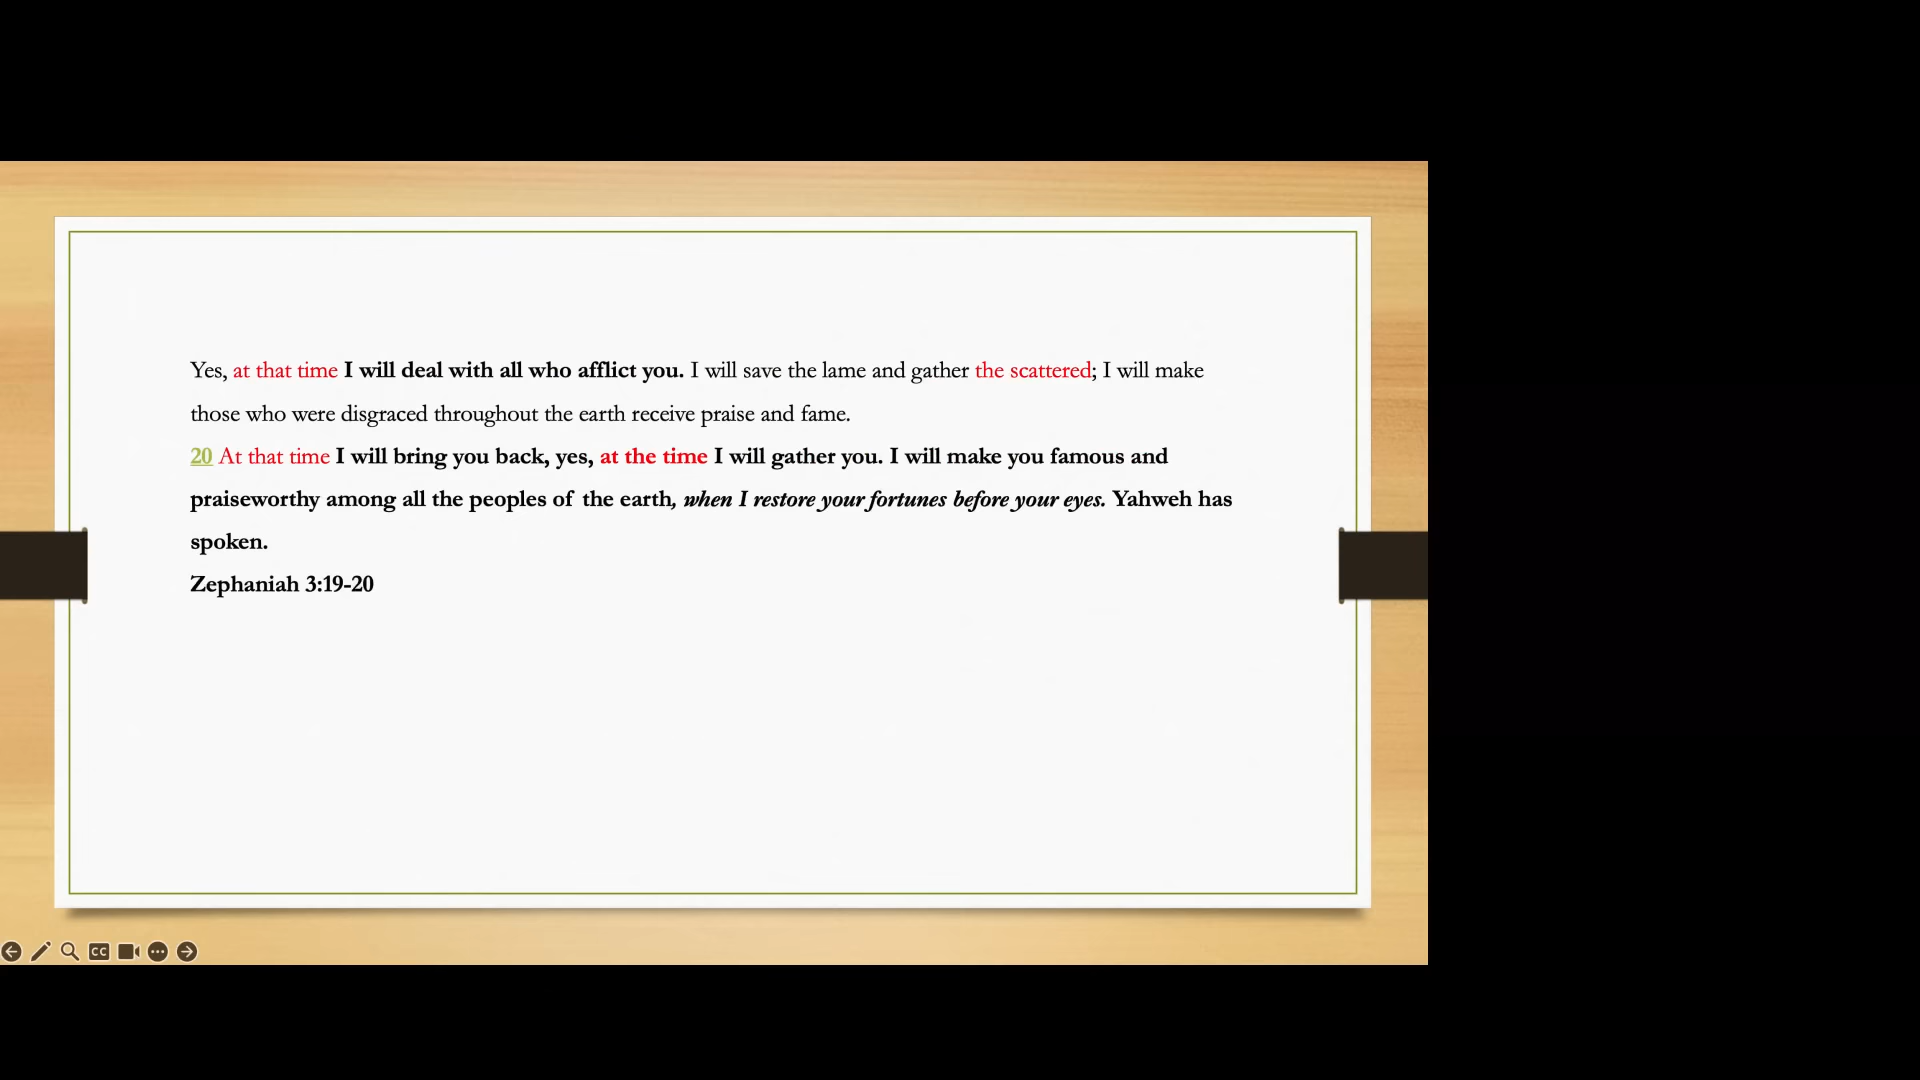 Yes, at that time I will deal with all who afflict you. I will save the lame and gather the scattered; I will make
those who were disgraced throughout the earth receive praise and fame.
20 At that time I will bring you back, yes, at the time I will gather you. I will make you famous and
praiseworthy among all the peoples of the earth, when I restore your fortunes before your eyes. Yahweh has
spoken.
Zephaniah 3:19-20
CC